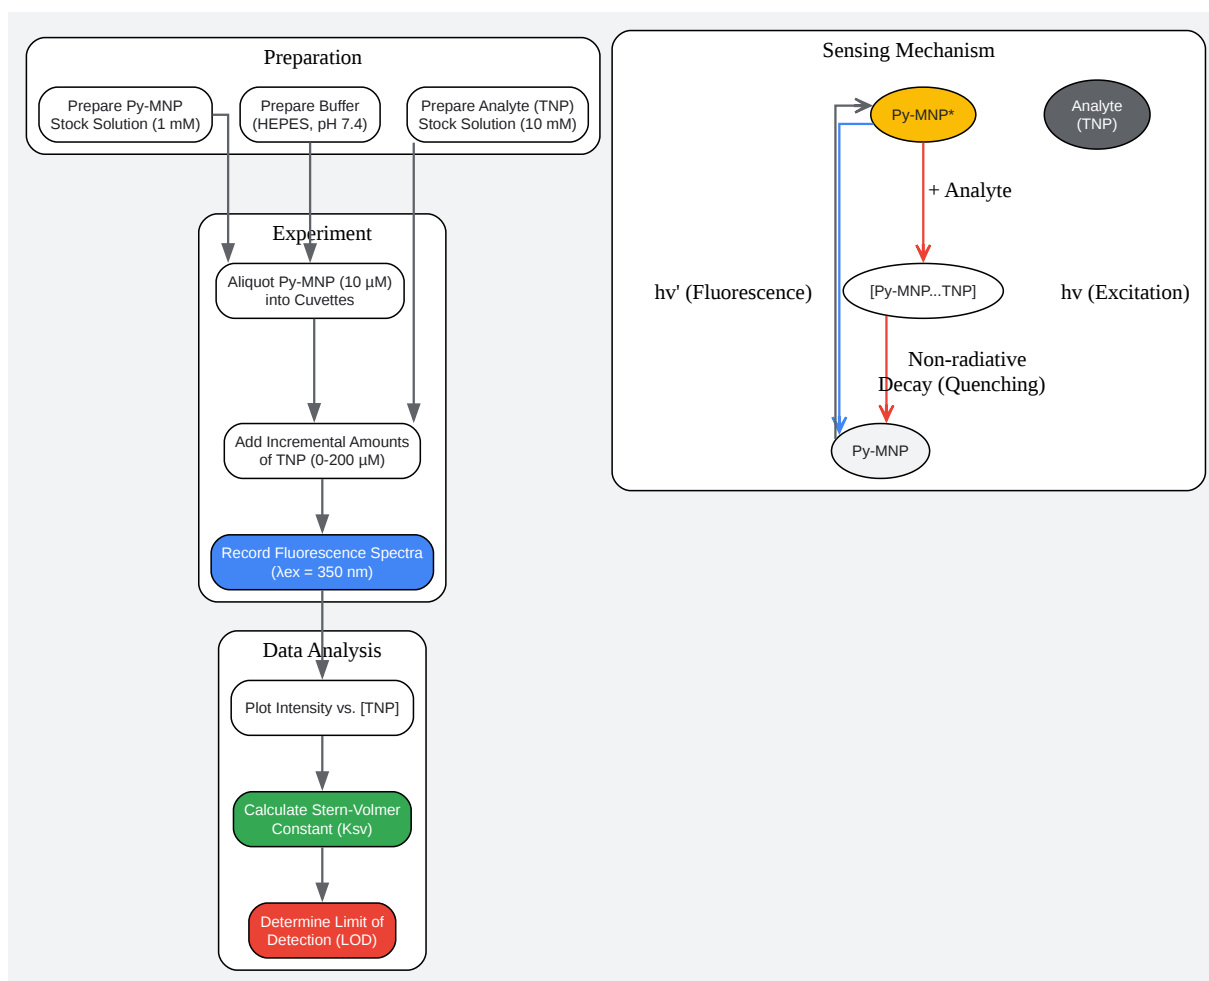 Preparation
Prepare Py-MNP
Stock Solution (1 mM)
Prepare Buffer
(HEPES, pH 7.4)
Prepare Analyte (TNP)
Stock Solution (10 mM)
Experiment
Aliquot Py-MNP (10 µM)
into Cuvettes
Add Incremental Amounts
of TNP (0-200 µM)
Record Fluorescence Spectra
(λex = 350 nm)
Data Analysis
Plot Intensity vs. [TNP]
Calculate Stern-Volmer
Constant (Ksv)
Determine Limit of
Detection (LOD)
Sensing Mechanism
Py-MNP*
Analyte
(TNP)
+ Analyte
hv' (Fluorescence)
[Py-MNP...TNP]
hv (Excitation)
Non-radiative
Decay (Quenching)
Py-MNP